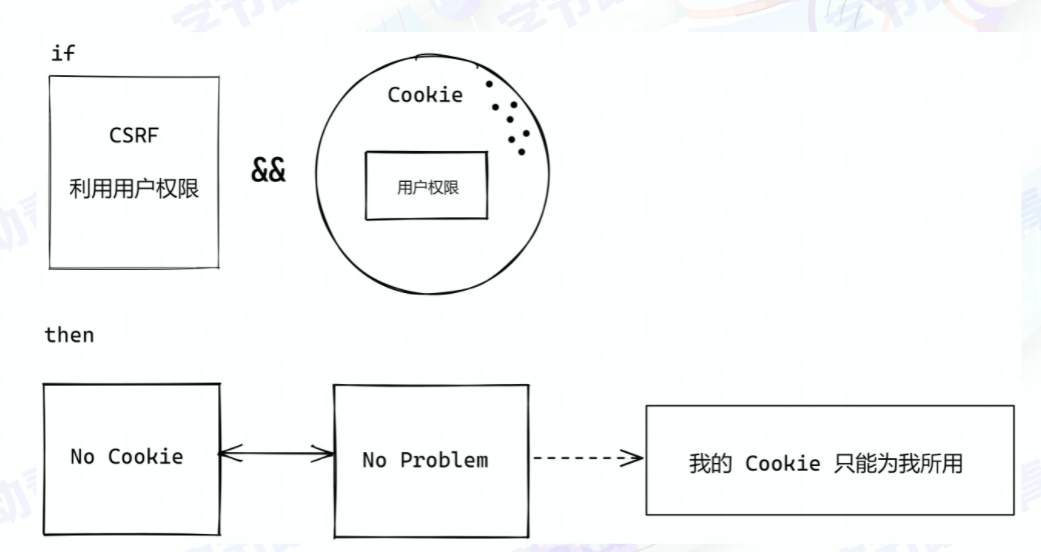 if
CSRF
利用用户权限
&&
Cookie
用户权限
then
No Cookie
No Problem
我的 Cookie 只能为我所用